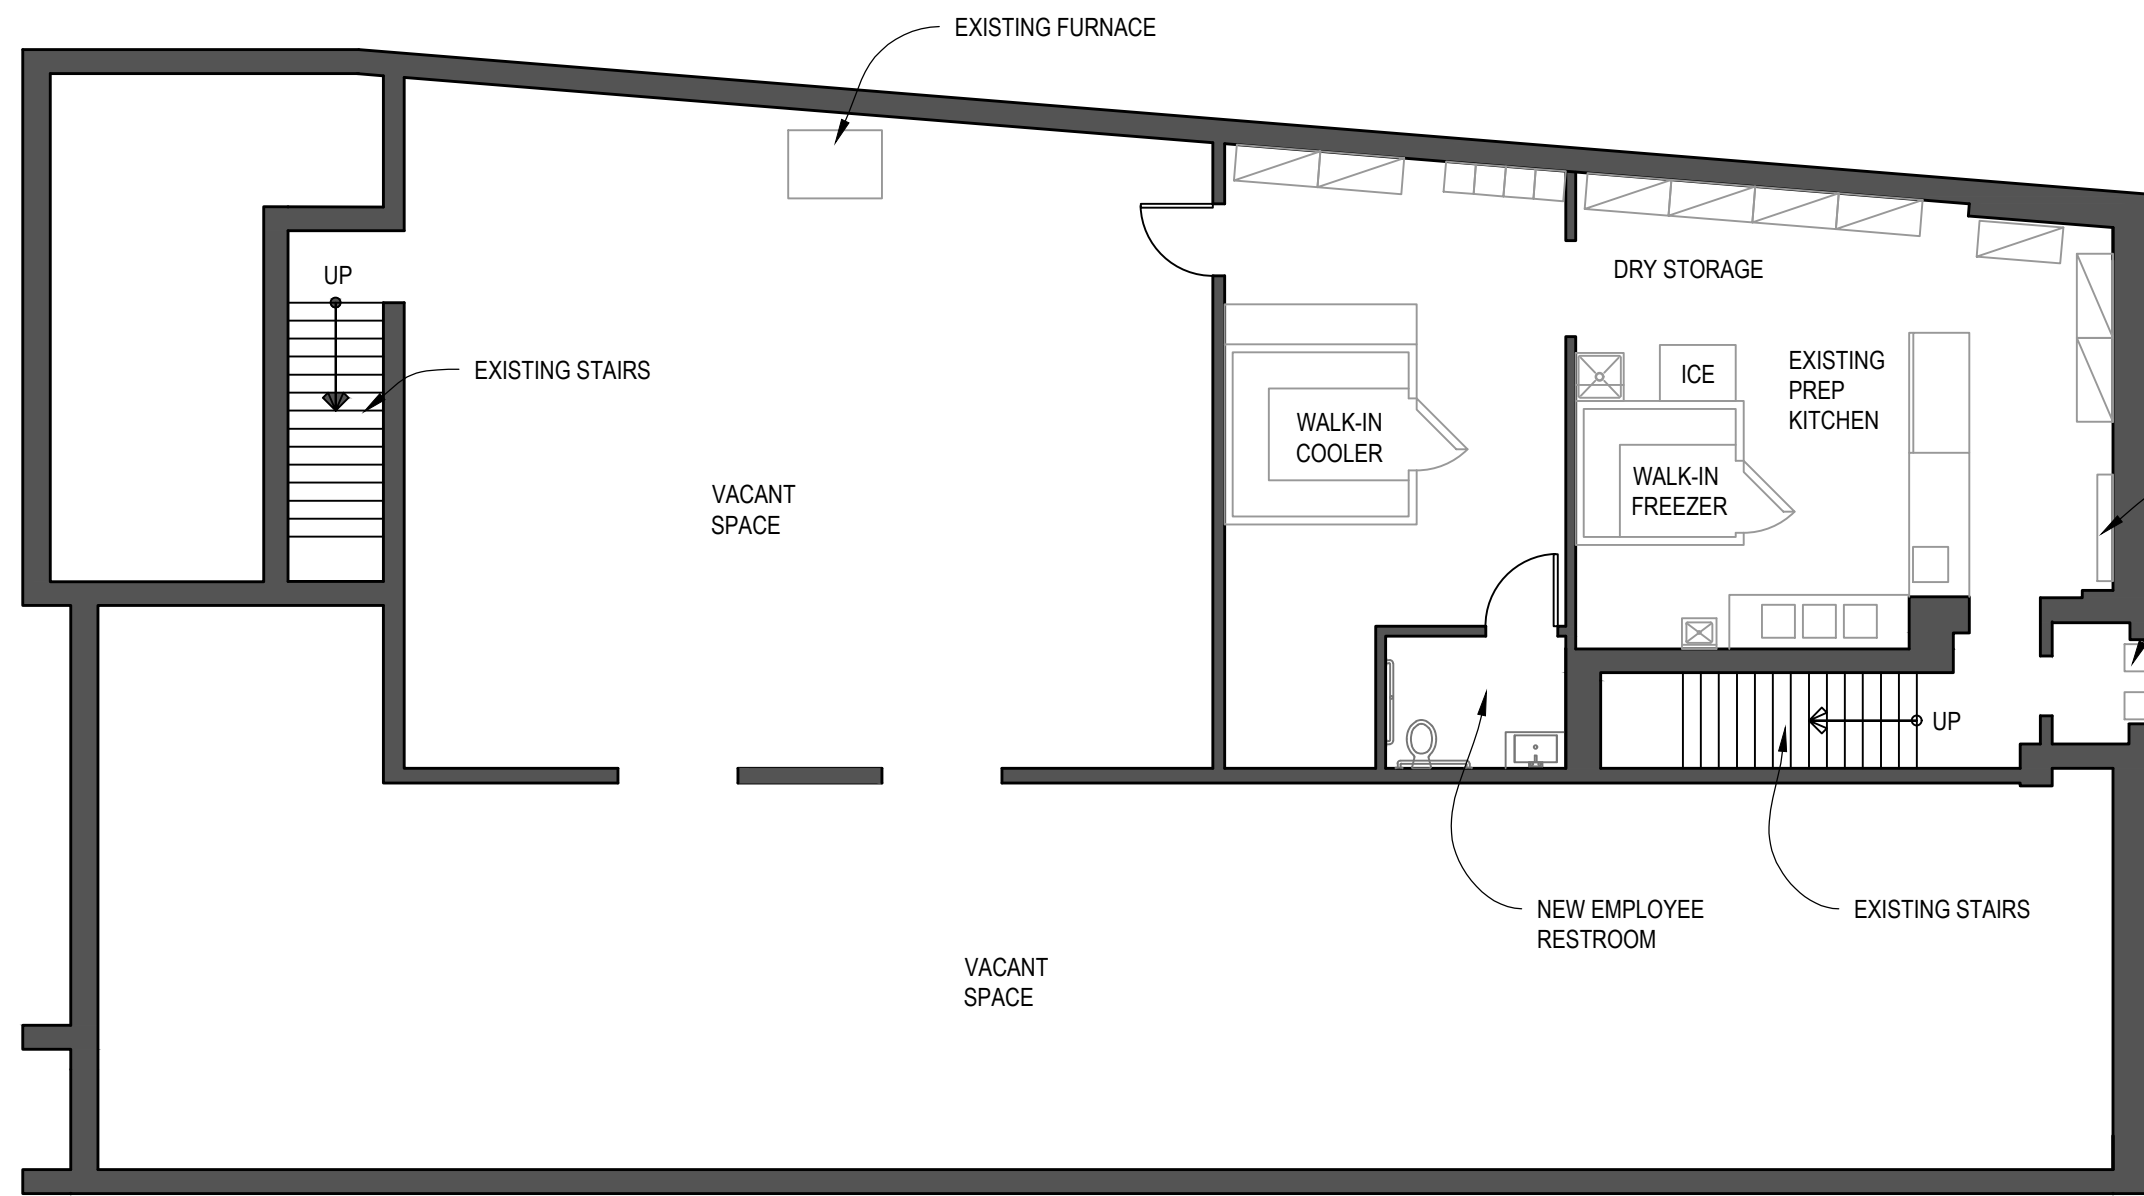 EXISTING FURNACE
UP
DRY STORAGE
EXISTING STAIRS
ICE
EXISTING
PREP
KITCHEN
WALK-IN
COOLER
WALK-IN
FREEZER
VACANT
SPACE
UP
NEW EMPLOYEE
RESTROOM
EXISTING STAIRS
VACANT
SPACE